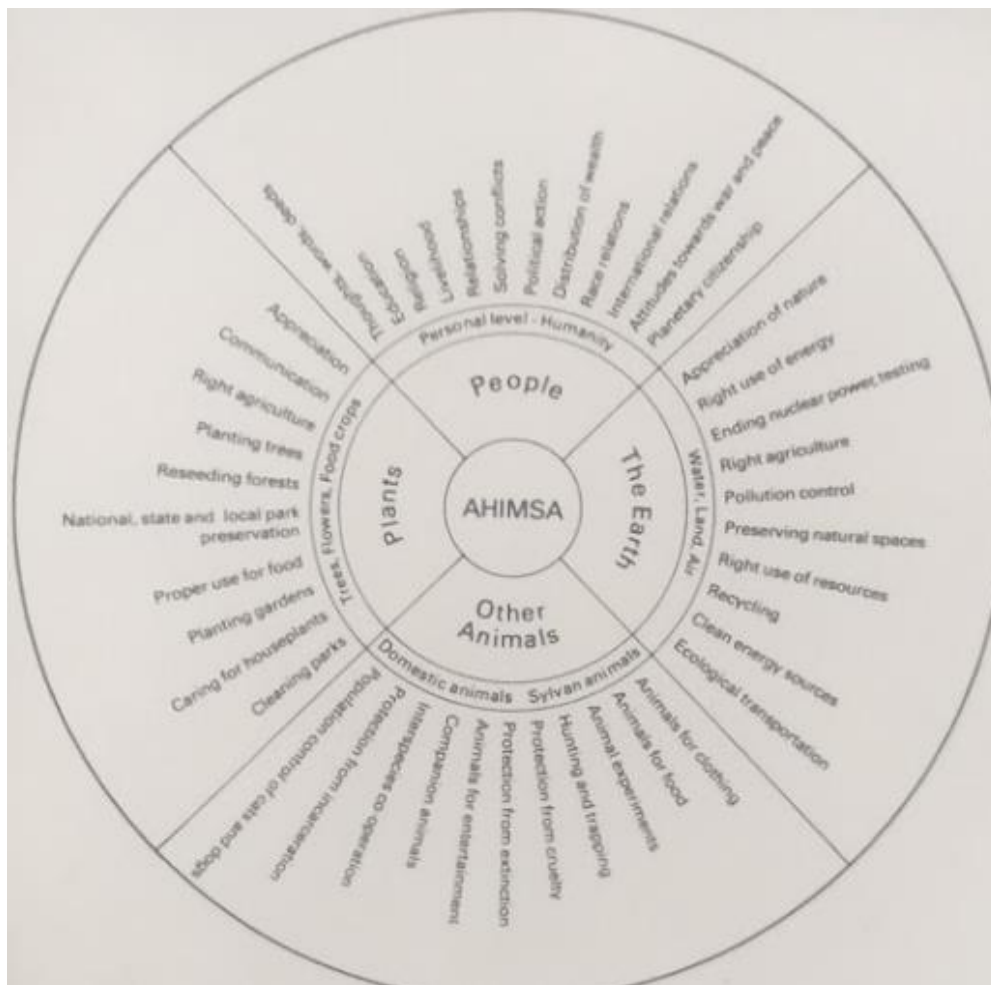 AHIMSA
People
Personal level - Humanity
Thoughts, words, deeds
Education
Religion
Livelihood
Relationships
Solving conflicts
Political action
Distribution of wealth
Race relations
International relations
Attitudes towards war and peace
Planetary citizenship
The Earth
Water, Land, Air
Appreciation of nature
Right use of energy
Ending nuclear power, testing
Right agriculture
Pollution control
Preserving natural spaces
Right use of resources
Recycling
Clean energy sources
Ecological transportation
Other
Animals
Domestic animals
Sylvan animals
Animals for clothing
Animals for food
Animal experiments
Hunting and trapping
Protection from cruelty
Protection from extinction
Animals for entertainment
Companion animals
Interspecies co-operation
Protection from incarceration
Population control of cats and dogs
Plants
Trees, Flowers, Food crops
Cleaning parks
Caring for houseplants
Planting gardens
Proper use for food
National, state and local park
preservation
Reseeding forests
Planting trees
Right agriculture
Communication
Appreciation